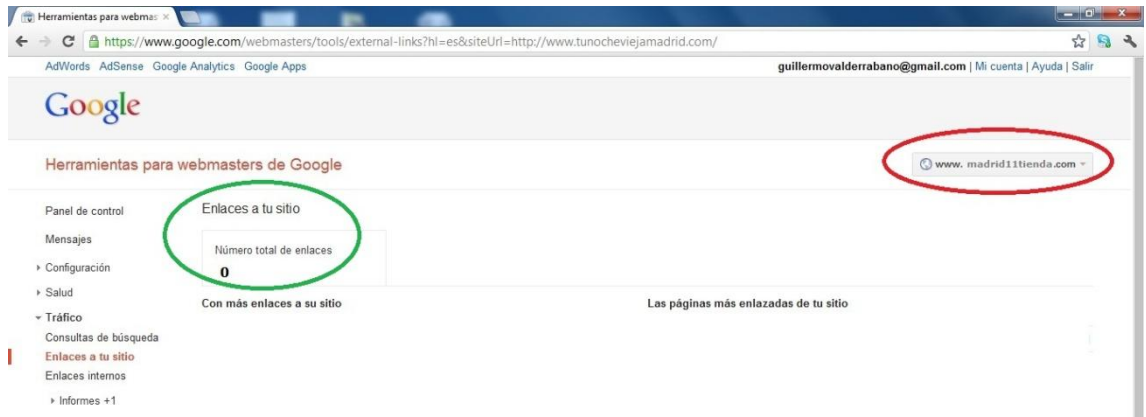 Herramientas para webmas ×
https://www.google.com/webmasters/tools/external-links?hl=es&siteUrl=http://www.tunocheviejamadrid.com/
AdWords AdSense Google Analytics Google Apps guillermovalderrabano@gmail.com | Mi cuenta | Ayuda | Salir
Google
Herramientas para webmasters de Google www. madrid11tienda.com
Panel de control
Mensajes
Configuración
Salud
Tráfico
Consultas de búsqueda
Enlaces a tu sitio
Enlaces internos
Informes +1
Enlaces a tu sitio
Número total de enlaces
0
Con más enlaces a su sitio Las páginas más enlazadas de tu sitio